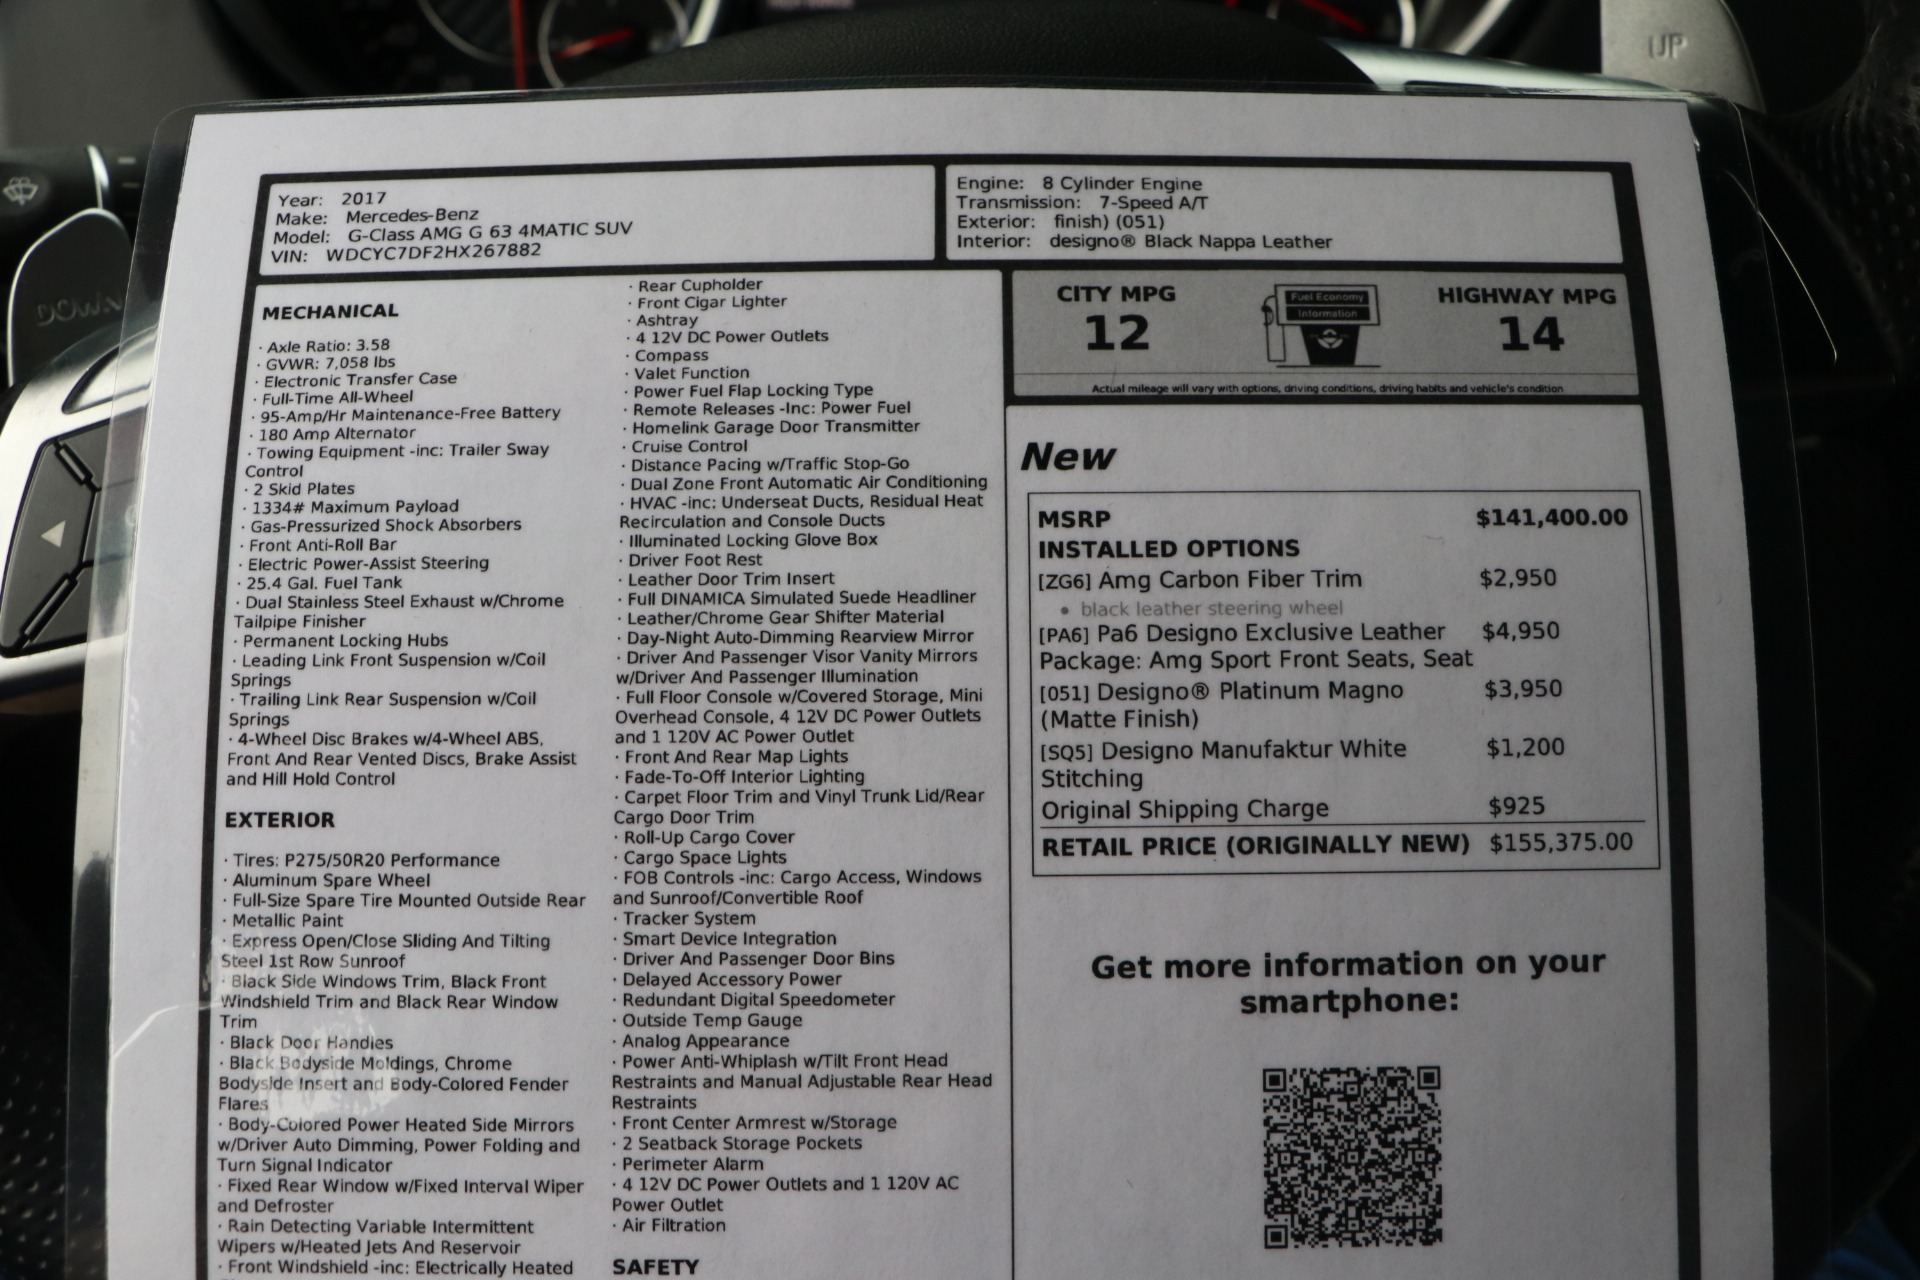 UP
DOWN
Year: 2017
Make: Mercedes-Benz
Model: G-Class AMG G 63 4MATIC SUV
VIN: WDCYC7DF2HX267882
Engine: 8 Cylinder Engine
Transmission: 7-Speed A/T
Exterior: finish) (051)
Interior: designo® Black Nappa Leather
MECHANICAL
· Axle Ratio: 3.58
· GVWR: 7,058 lbs
· Electronic Transfer Case
· Full-Time All-Wheel
· 95-Amp/Hr Maintenance-Free Battery
· 180 Amp Alternator
· Towing Equipment -inc: Trailer Sway
Control
· 2 Skid Plates
· 1334# Maximum Payload
· Gas-Pressurized Shock Absorbers
· Front Anti-Roll Bar
· Electric Power-Assist Steering
· 25.4 Gal. Fuel Tank
· Dual Stainless Steel Exhaust w/Chrome
Tailpipe Finisher
· Permanent Locking Hubs
· Leading Link Front Suspension w/Coil
Springs
· Trailing Link Rear Suspension w/Coil
Springs
· 4-Wheel Disc Brakes w/4-Wheel ABS,
Front And Rear Vented Discs, Brake Assist
and Hill Hold Control
EXTERIOR
· Tires: P275/50R20 Performance
· Aluminum Spare Wheel
· Full-Size Spare Tire Mounted Outside Rear
· Metallic Paint
· Express Open/Close Sliding And Tilting
Steel 1st Row Sunroof
· Black Side Windows Trim, Black Front
Windshield Trim and Black Rear Window
Trim
· Black Door Handles
· Black Bodyside Moldings, Chrome
Bodyside Insert and Body-Colored Fender
Flares
· Body-Colored Power Heated Side Mirrors
w/Driver Auto Dimming, Power Folding and
Turn Signal Indicator
· Fixed Rear Window w/Fixed Interval Wiper
and Defroster
· Rain Detecting Variable Intermittent
Wipers w/Heated Jets And Reservoir
· Front Windshield -inc: Electrically Heated
· Rear Cupholder
· Front Cigar Lighter
· Ashtray
· 4 12V DC Power Outlets
· Compass
· Valet Function
· Power Fuel Flap Locking Type
· Remote Releases -Inc: Power Fuel
· Homelink Garage Door Transmitter
· Cruise Control
· Distance Pacing w/Traffic Stop-Go
· Dual Zone Front Automatic Air Conditioning
· HVAC -inc: Underseat Ducts, Residual Heat
Recirculation and Console Ducts
· Illuminated Locking Glove Box
· Driver Foot Rest
· Leather Door Trim Insert
· Full DINAMICA Simulated Suede Headliner
· Leather/Chrome Gear Shifter Material
· Day-Night Auto-Dimming Rearview Mirror
· Driver And Passenger Visor Vanity Mirrors
w/Driver And Passenger Illumination
· Full Floor Console w/Covered Storage, Mini
Overhead Console, 4 12V DC Power Outlets
and 1 120V AC Power Outlet
· Front And Rear Map Lights
· Fade-To-Off Interior Lighting
· Carpet Floor Trim and Vinyl Trunk Lid/Rear
Cargo Door Trim
· Roll-Up Cargo Cover
· Cargo Space Lights
· FOB Controls -inc: Cargo Access, Windows
and Sunroof/Convertible Roof
· Tracker System
· Smart Device Integration
· Driver And Passenger Door Bins
· Delayed Accessory Power
· Redundant Digital Speedometer
· Outside Temp Gauge
· Analog Appearance
· Power Anti-Whiplash w/Tilt Front Head
Restraints and Manual Adjustable Rear Head
Restraints
· Front Center Armrest w/Storage
· 2 Seatback Storage Pockets
· Perimeter Alarm
· 4 12V DC Power Outlets and 1 120V AC
Power Outlet
· Air Filtration
SAFETY
CITY MPG
12
Fuel Economy
Information
HIGHWAY MPG
14
Actual mileage will vary with options, driving conditions, driving habits and vehicle's condition
New
MSRP $141,400.00
INSTALLED OPTIONS
[ZG6] Amg Carbon Fiber Trim $2,950
• black leather steering wheel
[PA6] Pa6 Designo Exclusive Leather $4,950
Package: Amg Sport Front Seats, Seat
[051] Designo® Platinum Magno $3,950
(Matte Finish)
[SQ5] Designo Manufaktur White $1,200
Stitching
Original Shipping Charge $925
RETAIL PRICE (ORIGINALLY NEW) $155,375.00
Get more information on your
smartphone: